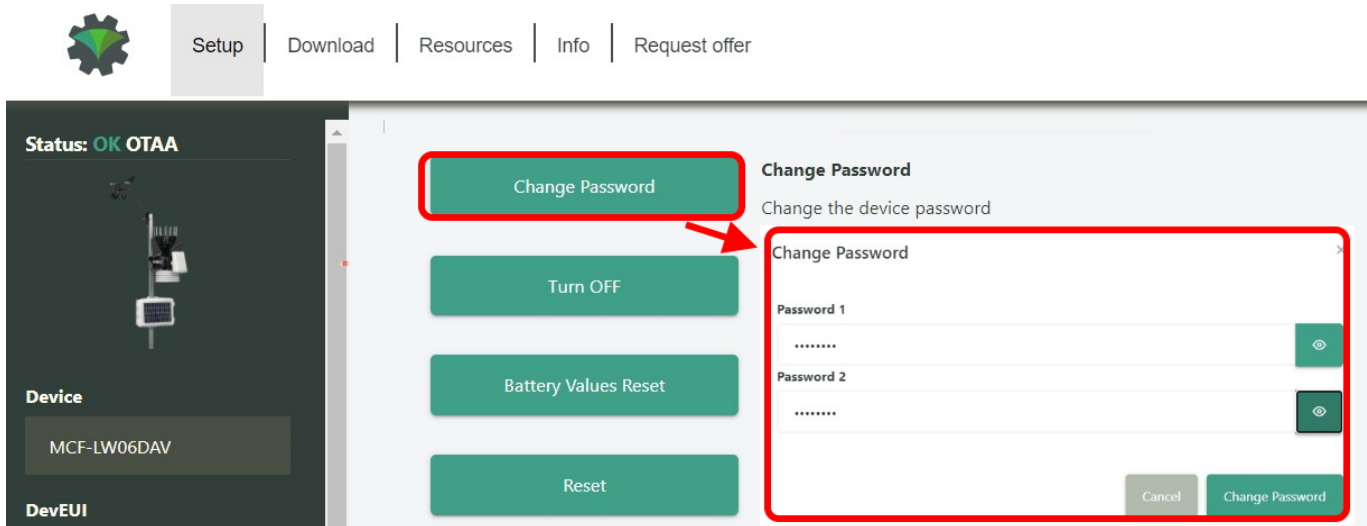 Setup
Download
Resources
Info
Request offer
Status: OK OTAA
Device
MCF-LW06DAV
DevEUI
Change Password
Turn OFF
Battery Values Reset
Reset
Change Password
Change the device password
Change Password
×
Password 1
••••••••
Password 2
••••••••
Cancel
Change Password